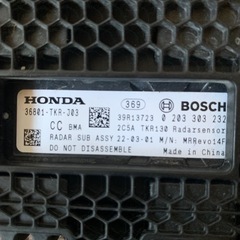 HONDA 369 BOSCH
36801-TKR-J03 39R13723 0 203 303 232
CC BMA 2C5A TKR130 Radarsensor
RADAR SUB ASSY 22-03-01 M/N: MRRevo14F
DO NOT DISASSEMBLE Made in China